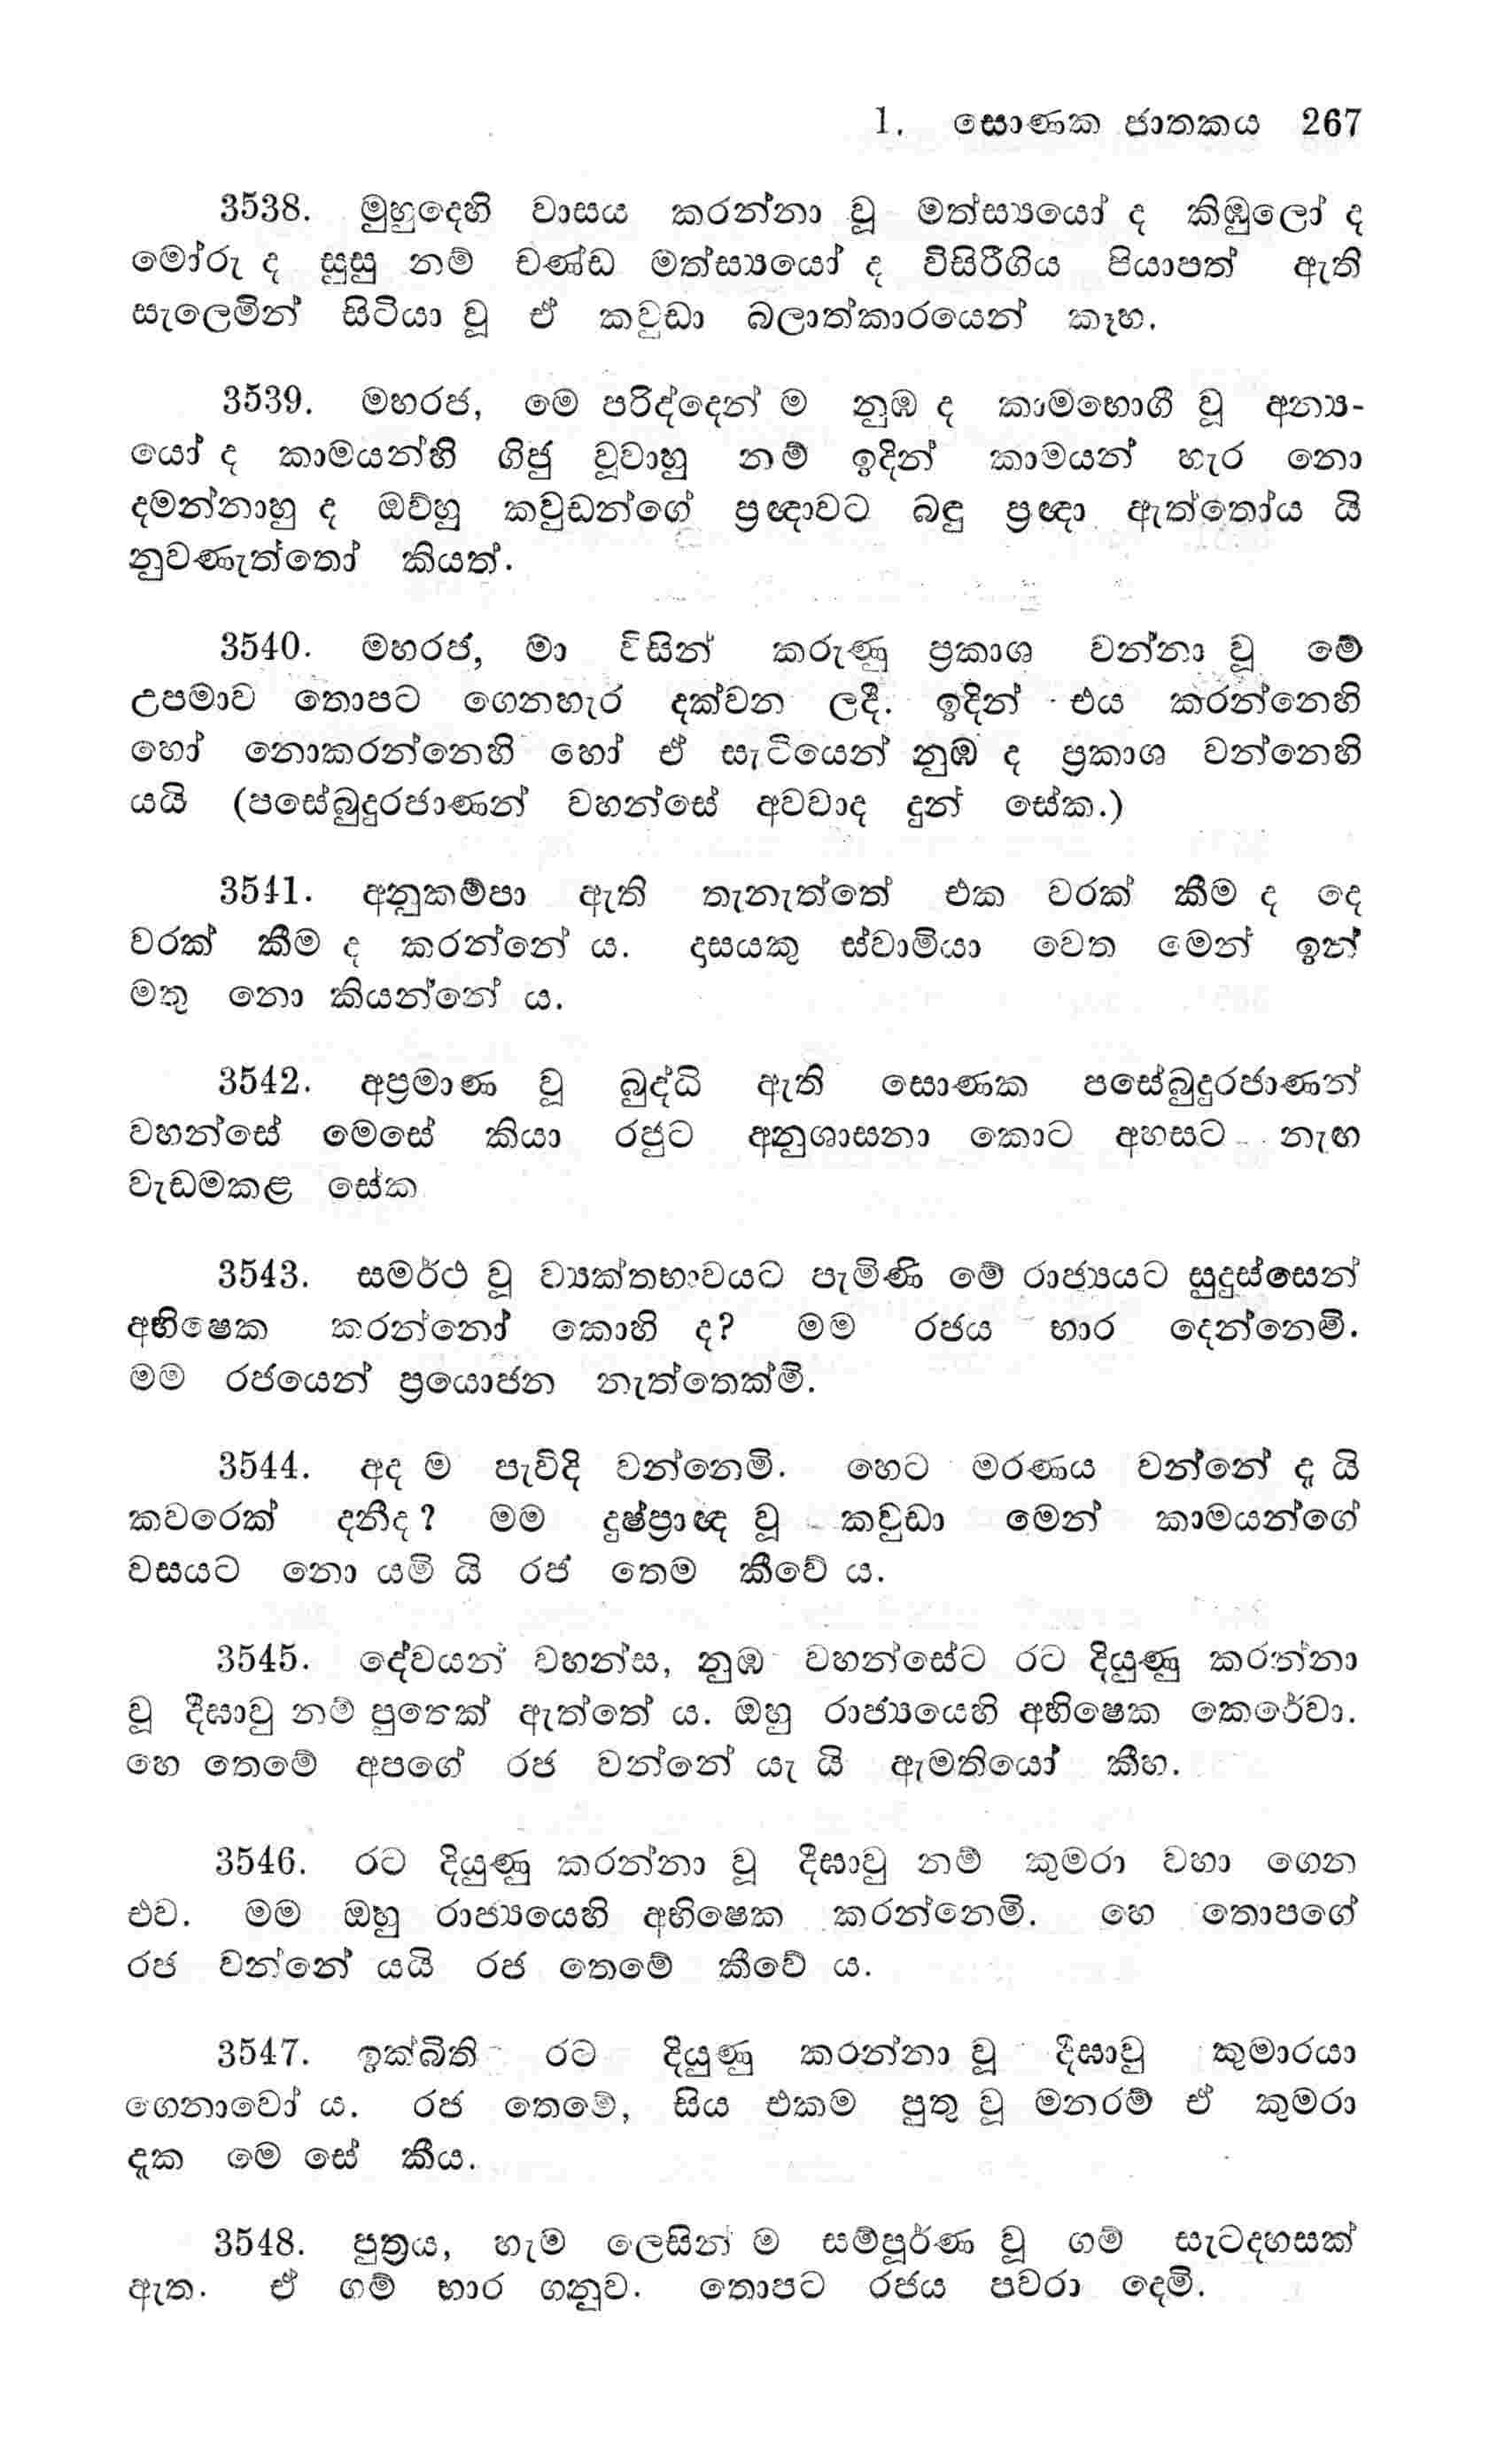 1. සොණක ජාතකය 267
3538. මුහුදෙහි වාසය කරන්නා වූ මත්ස්‍යයෝ ද කිඹුලෝ ද
මෝරු ද සුසු නම් චණ්ඩ මත්ස්‍යයෝ ද විසිරීගිය පියාපත් ඇති
සැලෙමින් සිටියා වූ ඒ කවුඩා බලාත්කාරයෙන් කෑහ.
3539. මහරජ, මෙ පරිද්දෙන් ම නුඹ ද කාමභොගී වූ අන්‍ය-
යෝ ද කාමයන්හි ගිජු වූවාහු නම් ඉදින් කාමයන් හැර නො
දමන්නාහු ද ඔව්හු කවුඩන්ගේ ප්‍රඥාවට බඳු ප්‍රඥා ඇත්තෝය යි
නුවණැත්තෝ කියත්.
3540. මහරජ, මා විසින් කරුණු ප්‍රකාශ වන්නා වූ මේ
උපමාව තොපට ගෙනහැර දක්වන ලදී. ඉදින් එය කරන්නෙහි
හෝ නොකරන්නෙහි හෝ ඒ සැටියෙන් නුඹ ද ප්‍රකාශ වන්නෙහි
යයි (පසේබුදුරජාණන් වහන්සේ අවවාද දුන් සේක.)
3541. අනුකම්පා ඇති තැනැත්තේ එක වරක් කීම ද දෙ
වරක් කීම ද කරන්නේ ය. දාසයකු ස්වාමියා වෙත මෙන් ඉන්
මතු නො කියන්නේ ය.
3542. අප්‍රමාණ වූ බුද්ධි ඇති සොණක පසේබුදුරජාණන්
වහන්සේ මෙසේ කියා රජුට අනුශාසනා කොට අහසට නැඟ
වැඩමකළ සේක
3543. සමර්ථ වූ ව්‍යක්තභාවයට පැමිණි මේ රාජ්‍යයට සුදුස්සෙන්
අභිෂෙක කරන්නෝ කොහි ද? මම රජය භාර දෙන්නෙමි.
මම රජයෙන් ප්‍රයොජන නැත්තෙක්මි.
3544. අද ම පැවිදි වන්නෙමි. හෙට මරණය වන්නේ දැ යි
කවරෙක් දනීද? මම දුෂ්ප්‍රාඥ වූ කවුඩා මෙන් කාමයන්ගේ
වසයට නො යමි යි රජ තෙම කීවේ ය.
3545. දේවයන් වහන්ස, නුඹ වහන්සේට රට දියුණු කරන්නා
වූ දීඝාවු නම් පුතෙක් ඇත්තේ ය. ඔහු රාජ්‍යයෙහි අභිෂෙක කෙරේවා.
හෙ තෙමේ අපගේ රජ වන්නේ යැ යි ඇමතියෝ කීහ.
3546. රට දියුණු කරන්නා වූ දීඝාවු නම් කුමරා වහා ගෙන
එව. මම ඔහු රාජ්‍යයෙහි අභිෂෙක කරන්නෙමි. හෙ තොපගේ
රජ වන්නේ යයි රජ තෙමේ කීවේ ය.
3547. ඉක්බිති රට දියුණු කරන්නා වූ දීඝාවු කුමාරයා
ගෙනාවෝ ය. රජ තෙමේ, සිය එකම පුතු වූ මනරම් ඒ කුමරා
දැක මෙ සේ කීය.
3548. පුත්‍රය, හැම ලෙසින් ම සම්පූර්ණ වූ ගම් සැටදහසක්
ඇත. ඒ ගම් භාර ගනුව. තොපට රජය පවරා දෙමි.